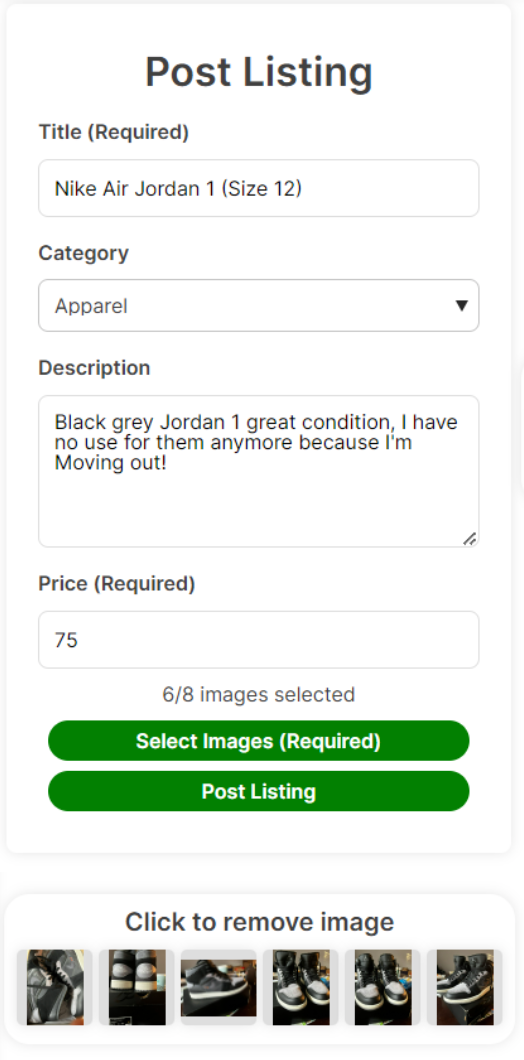 Post Listing
Title (Required)
Nike Air Jordan 1 (Size 12)
Category
Apparel
Description
Black grey Jordan 1 great condition, I have
no use for them anymore because I'm
Moving out!
Price (Required)
75
6/8 images selected
Select Images (Required)
Post Listing
Click to remove image